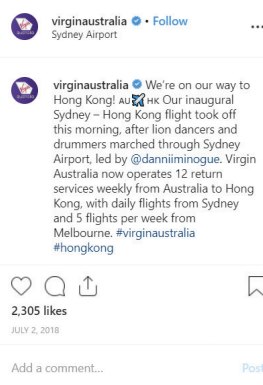 virginaustralia • Follow
Sydney Airport
virginaustralia We're on our way to
Hong Kong! AU✈️HK Our inaugural
Sydney – Hong Kong flight took off
this morning, after lion dancers and
drummers marched through Sydney
Airport, led by @danniiminogue. Virgin
Australia now operates 12 return
services weekly from Australia to Hong
Kong, with daily flights from Sydney
and 5 flights per week from
Melbourne. #virginaustralia
#hongkong
2,305 likes
JULY 2, 2018
Add a comment... Post